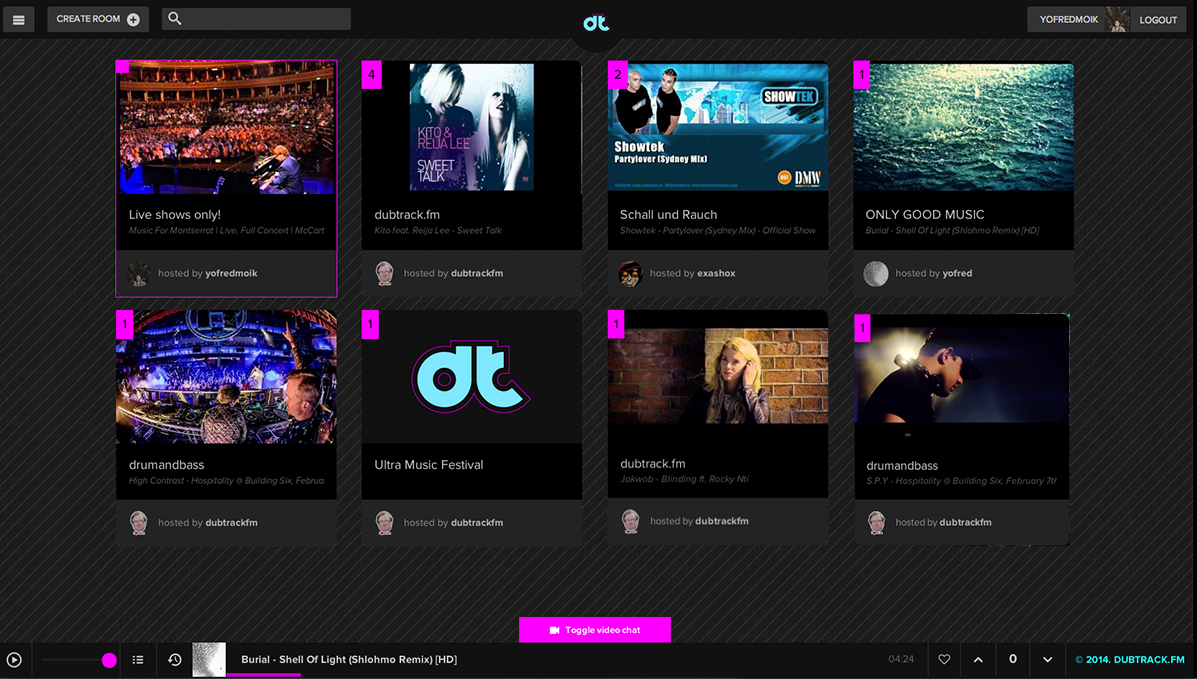 CREATE ROOM
dt
YOFREDMOIK
LOGOUT
Live shows only!
Music For Montserrat | Live, Full Concert | McCart
hosted by yofredmoik
4
KITO &
REIJA LEE
SWEET
TALK
dubtrack.fm
Kito feat. Reija Lee - Sweet Talk
hosted by dubtrackfm
2
SHOWTEK
Showtek
Partylover (Sydney Mix)
DMW
Schall und Rauch
Showtek - Partylover (Sydney Mix) - Official Show
hosted by exashox
1
ONLY GOOD MUSIC
Burial - Shell Of Light (Shlohmo Remix) [HD]
hosted by yofred
1
drumandbass
High Contrast - Hospitality @ Building Six, Februa
hosted by dubtrackfm
1
dt
Ultra Music Festival
hosted by dubtrackfm
1
dubtrack.fm
Jakwob - Blinding ft. Rocky Nti
hosted by dubtrackfm
1
drumandbass
S.P.Y - Hospitality @ Building Six, February 7th
hosted by dubtrackfm
Toggle video chat
Burial - Shell Of Light (Shlohmo Remix) [HD]
04:24
0
© 2014. DUBTRACK.FM